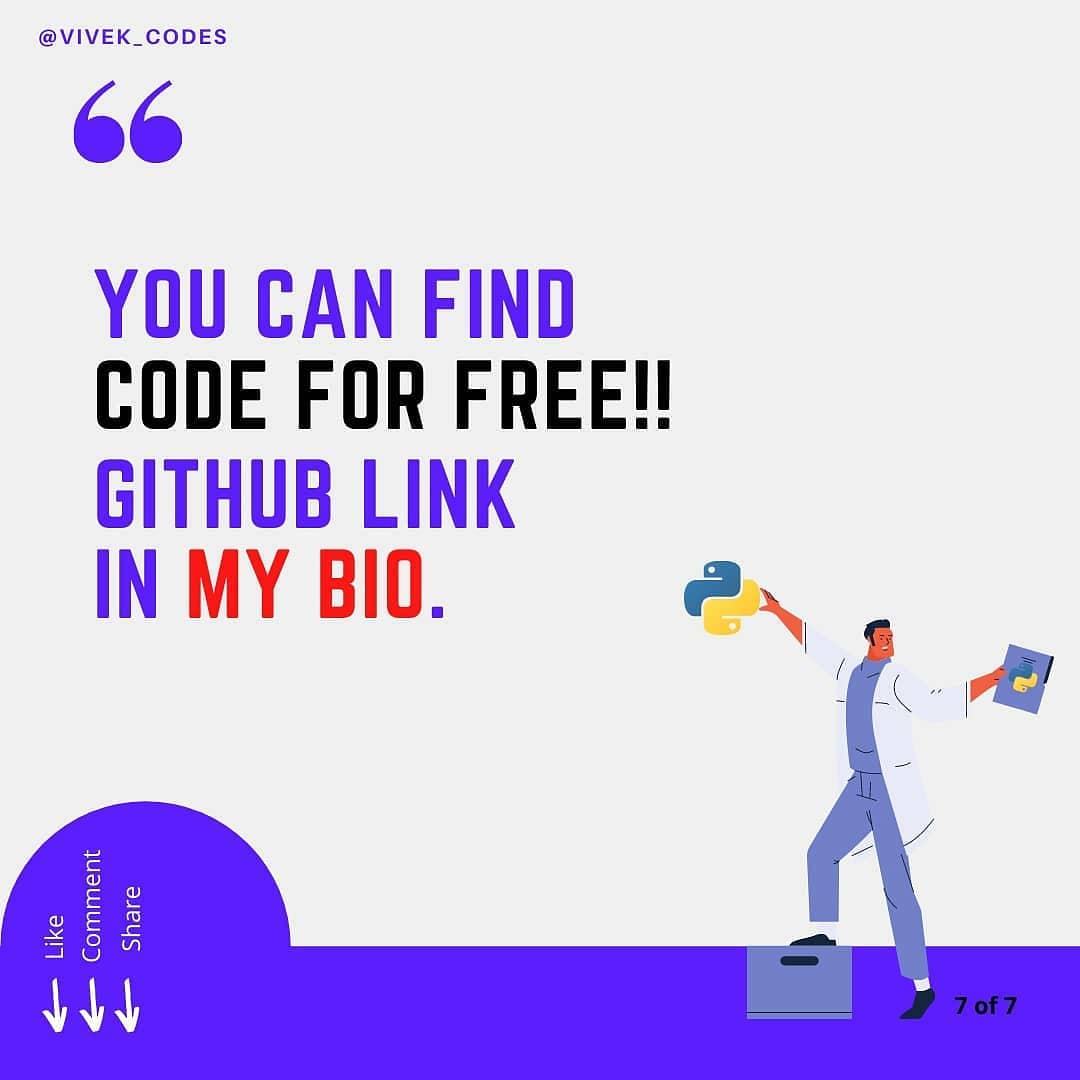 @VIVEK_CODES
“
YOU CAN FIND
CODE FOR FREE!!
GITHUB LINK
IN MY BIO.
Like
Comment
Share
7 of 7